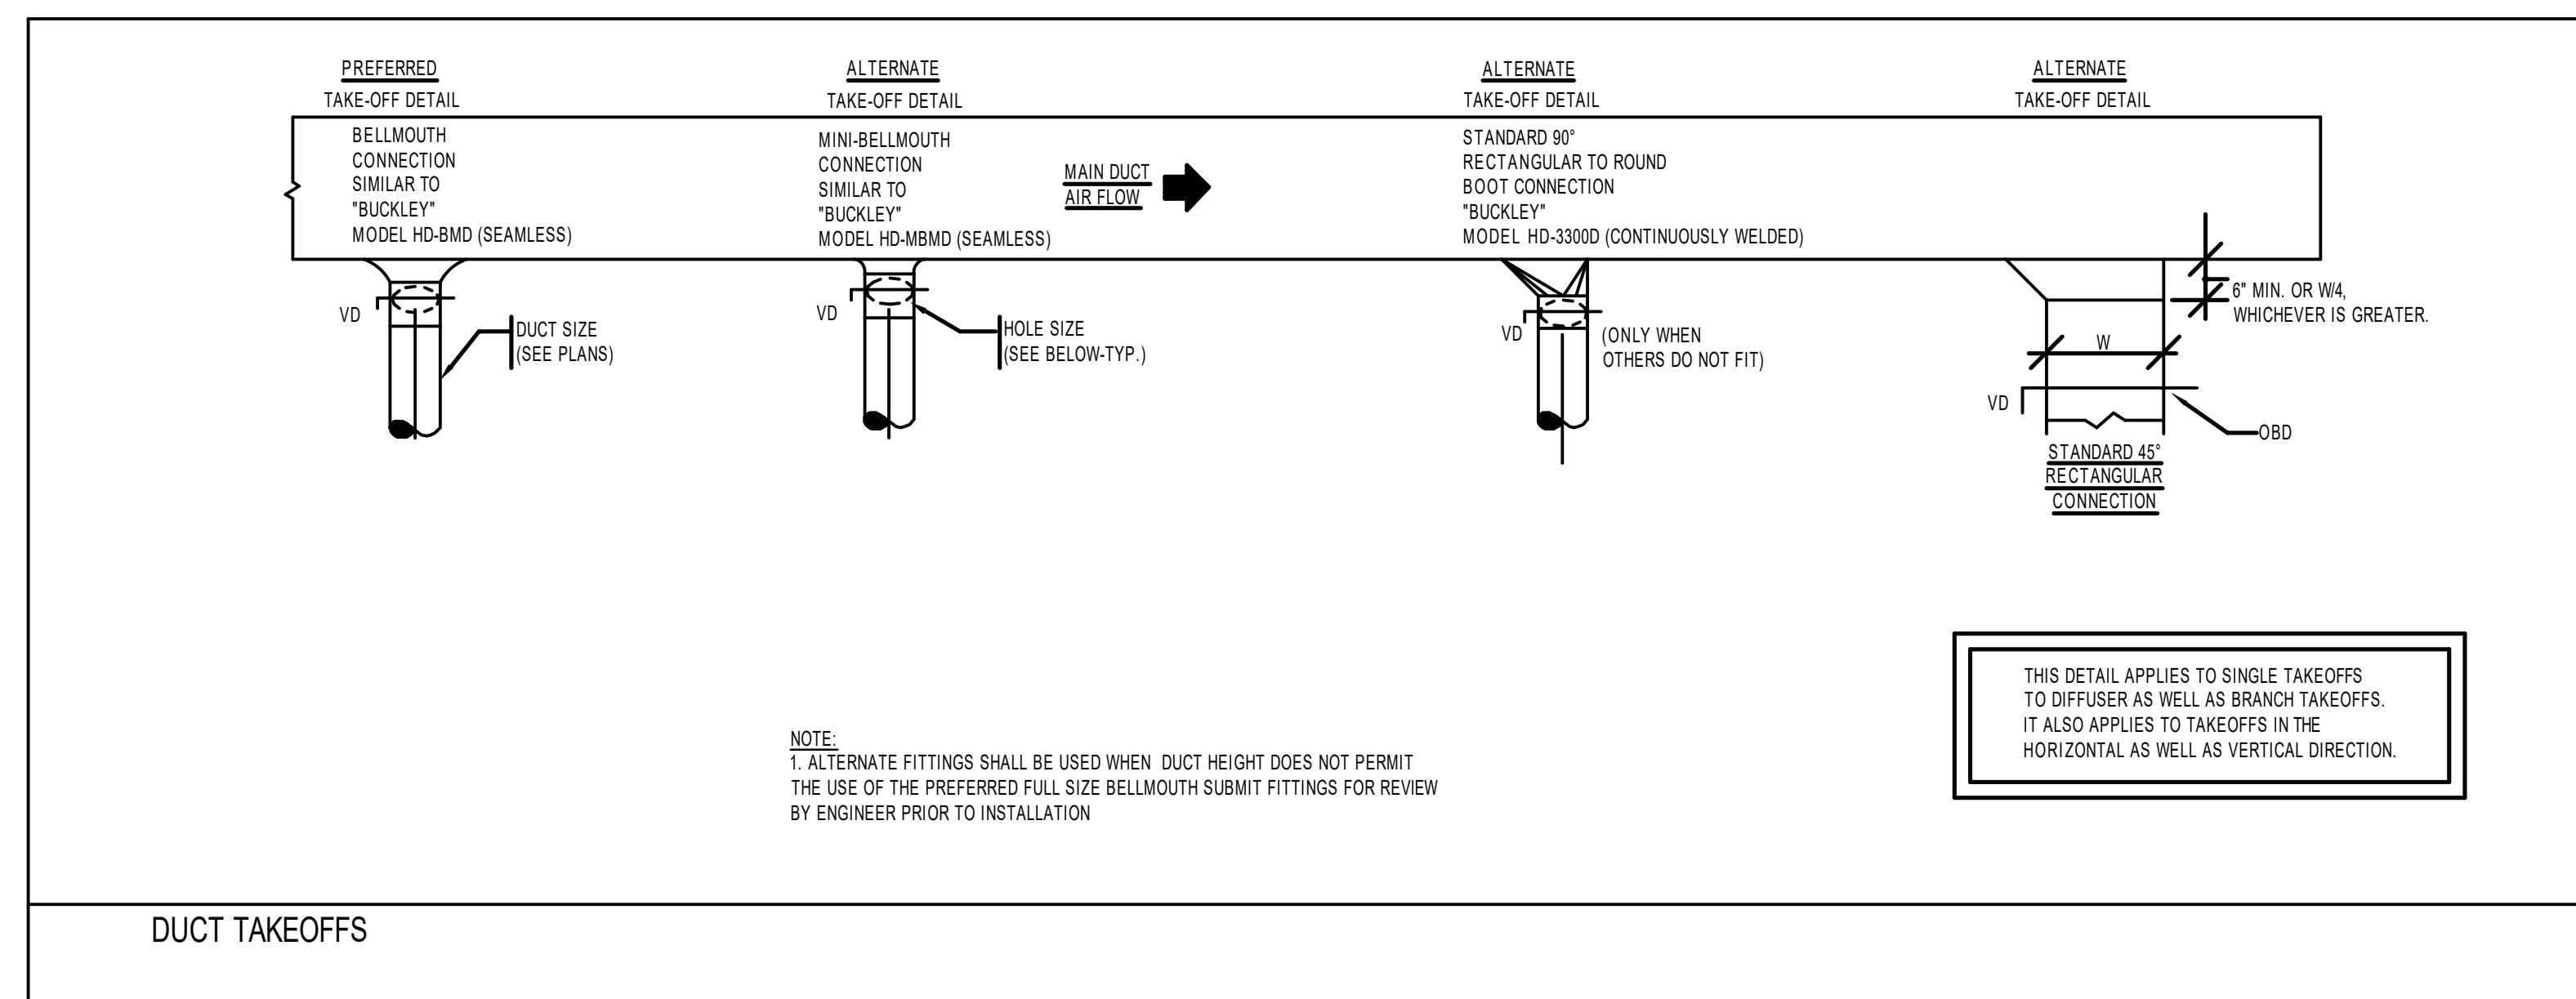 PREFERRED
TAKE-OFF DETAIL
BELLMOUTH
CONNECTION
SIMILAR TO
"BUCKLEY"
MODEL HD-BMD (SEAMLESS)
VD
DUCT SIZE
(SEE PLANS)
ALTERNATE
TAKE-OFF DETAIL
MINI-BELLMOUTH
CONNECTION
SIMILAR TO
"BUCKLEY"
MODEL HD-MBMD (SEAMLESS)
MAIN DUCT
AIR FLOW
VD
HOLE SIZE
(SEE BELOW-TYP.)
ALTERNATE
TAKE-OFF DETAIL
STANDARD 90°
RECTANGULAR TO ROUND
BOOT CONNECTION
"BUCKLEY"
MODEL HD-3300D (CONTINUOUSLY WELDED)
VD
(ONLY WHEN
OTHERS DO NOT FIT)
ALTERNATE
TAKE-OFF DETAIL
6" MIN. OR W/4,
WHICHEVER IS GREATER.
W
VD
OBD
STANDARD 45°
RECTANGULAR
CONNECTION
THIS DETAIL APPLIES TO SINGLE TAKEOFFS
TO DIFFUSER AS WELL AS BRANCH TAKEOFFS.
IT ALSO APPLIES TO TAKEOFFS IN THE
HORIZONTAL AS WELL AS VERTICAL DIRECTION.
NOTE:
1. ALTERNATE FITTINGS SHALL BE USED WHEN DUCT HEIGHT DOES NOT PERMIT
THE USE OF THE PREFERRED FULL SIZE BELLMOUTH SUBMIT FITTINGS FOR REVIEW
BY ENGINEER PRIOR TO INSTALLATION
DUCT TAKEOFFS